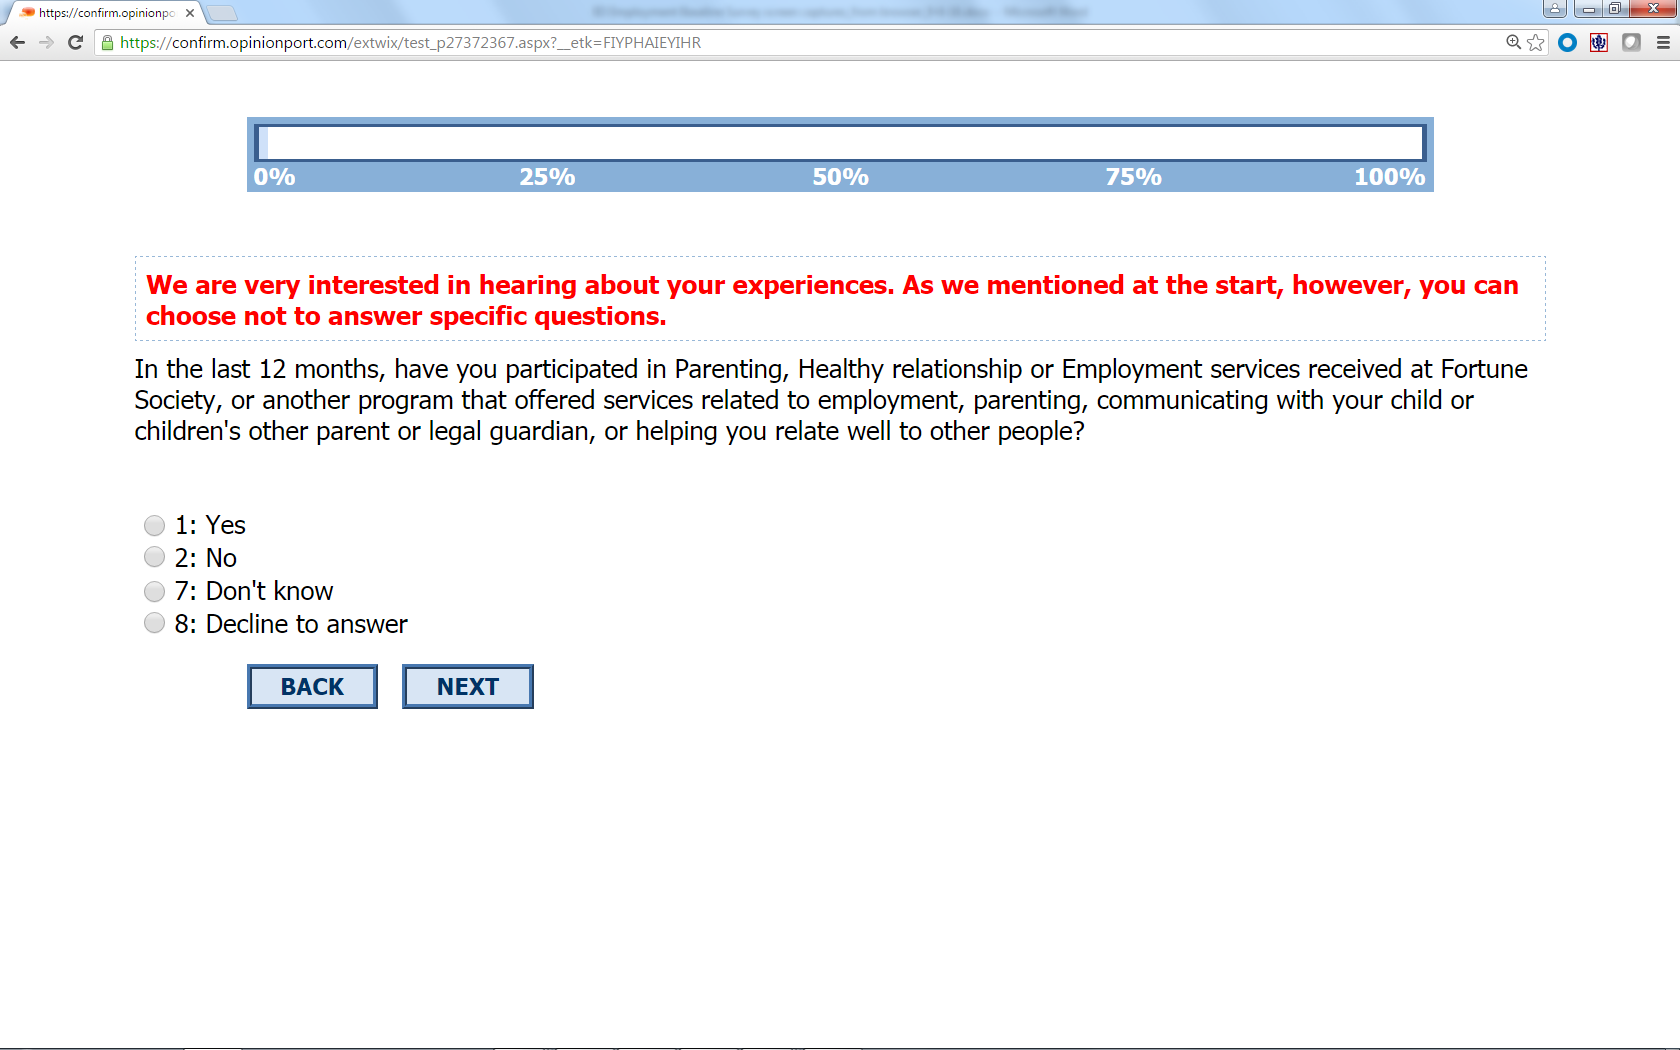 https://confirm.opinionpo
https://confirm.opinionport.com/extwix/test_p27372367.aspx?__etk=FIYPHAIEYIHR
0% 25% 50% 75% 100%
We are very interested in hearing about your experiences. As we mentioned at the start, however, you can
choose not to answer specific questions.
In the last 12 months, have you participated in Parenting, Healthy relationship or Employment services received at Fortune
Society, or another program that offered services related to employment, parenting, communicating with your child or
children's other parent or legal guardian, or helping you relate well to other people?
1: Yes
2: No
7: Don't know
8: Decline to answer
BACK NEXT